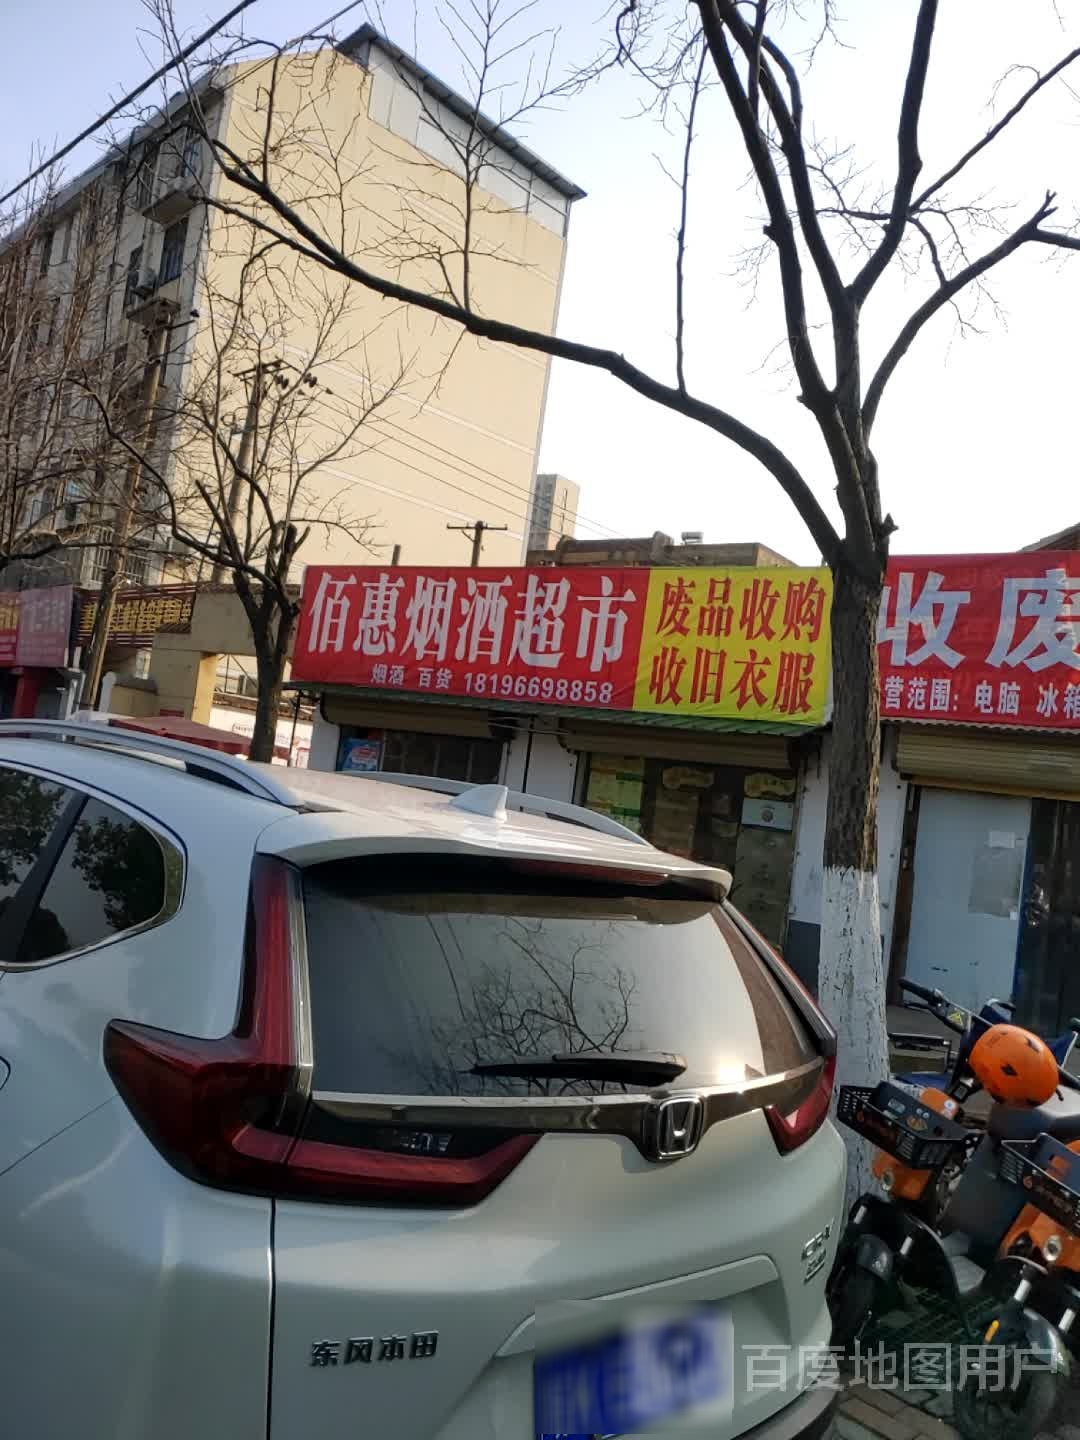 佰惠烟酒超市
烟酒 百货 18196698858
废品收购
收旧衣服
收废
营范围：电脑 冰箱
东风本田
CR-V
百度地图用户